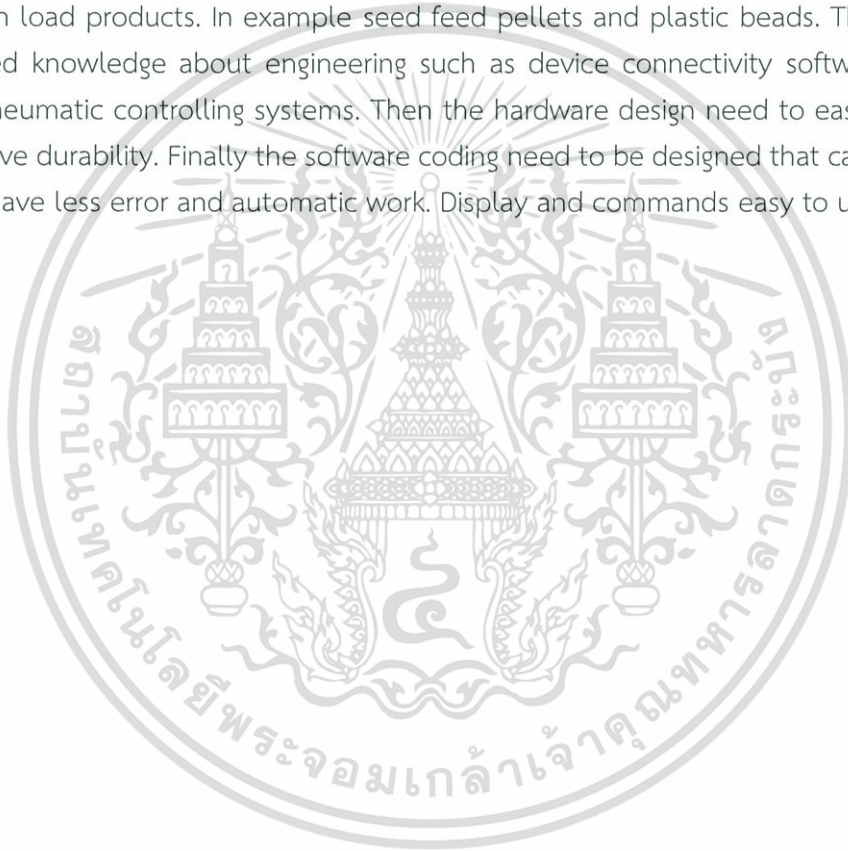 load products. In example seed feed pellets and plastic beads.
knowledge about engineering such as device connectivity
controlling systems. Then the hardware design need to
durability. Finally the software coding need to be designed that
less error and automatic work. Display and commands easy to
สถาบันเทคโนโลยีพระจอมเกล้าเจ้าคุณทหารลาดกระบัง